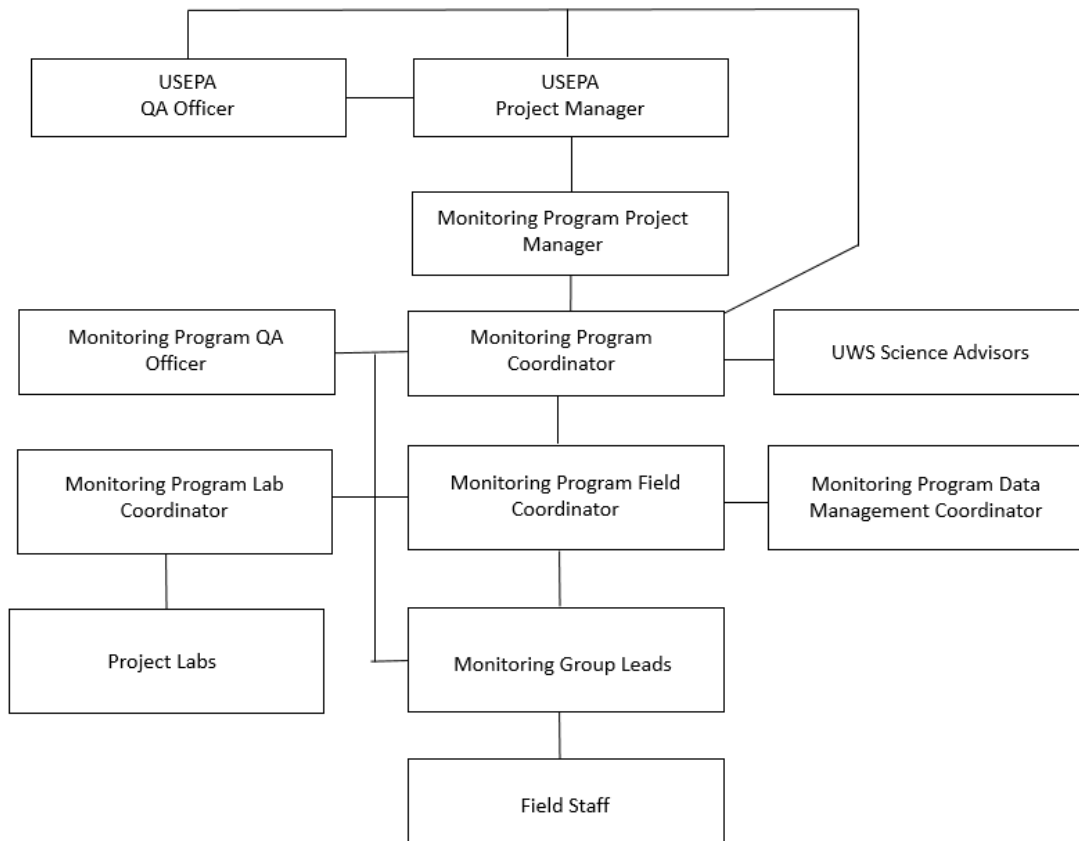 USEPA
QA Officer
USEPA
Project Manager
Monitoring Program Project
Manager
Monitoring Program QA
Officer
Monitoring Program
Coordinator
UWS Science Advisors
Monitoring Program Lab
Coordinator
Monitoring Program Field
Coordinator
Monitoring Program Data
Management Coordinator
Project Labs
Monitoring Group Leads
Field Staff